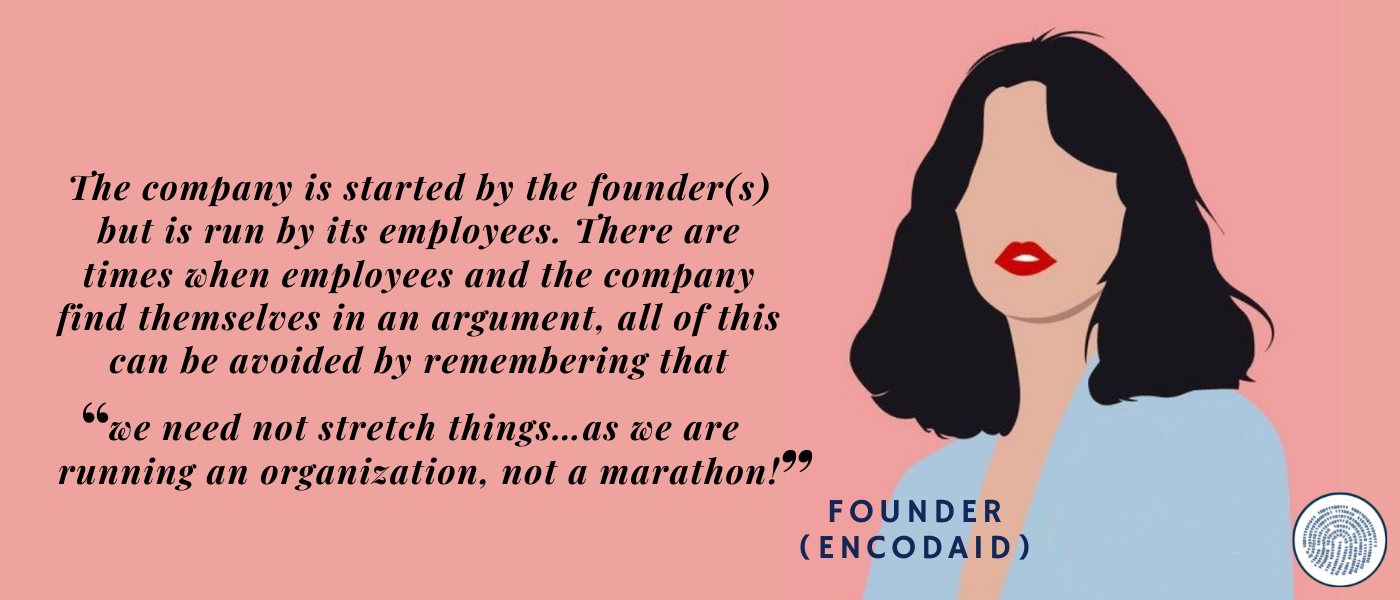 The company is started by the founder(s)
but is run by its employees. There are
times when employees and the company
find themselves in an argument, all of this
can be avoided by remembering that
“we need not stretch things...as we are
running an organization, not a marathon!”
FOUNDER
(ENCODAID)